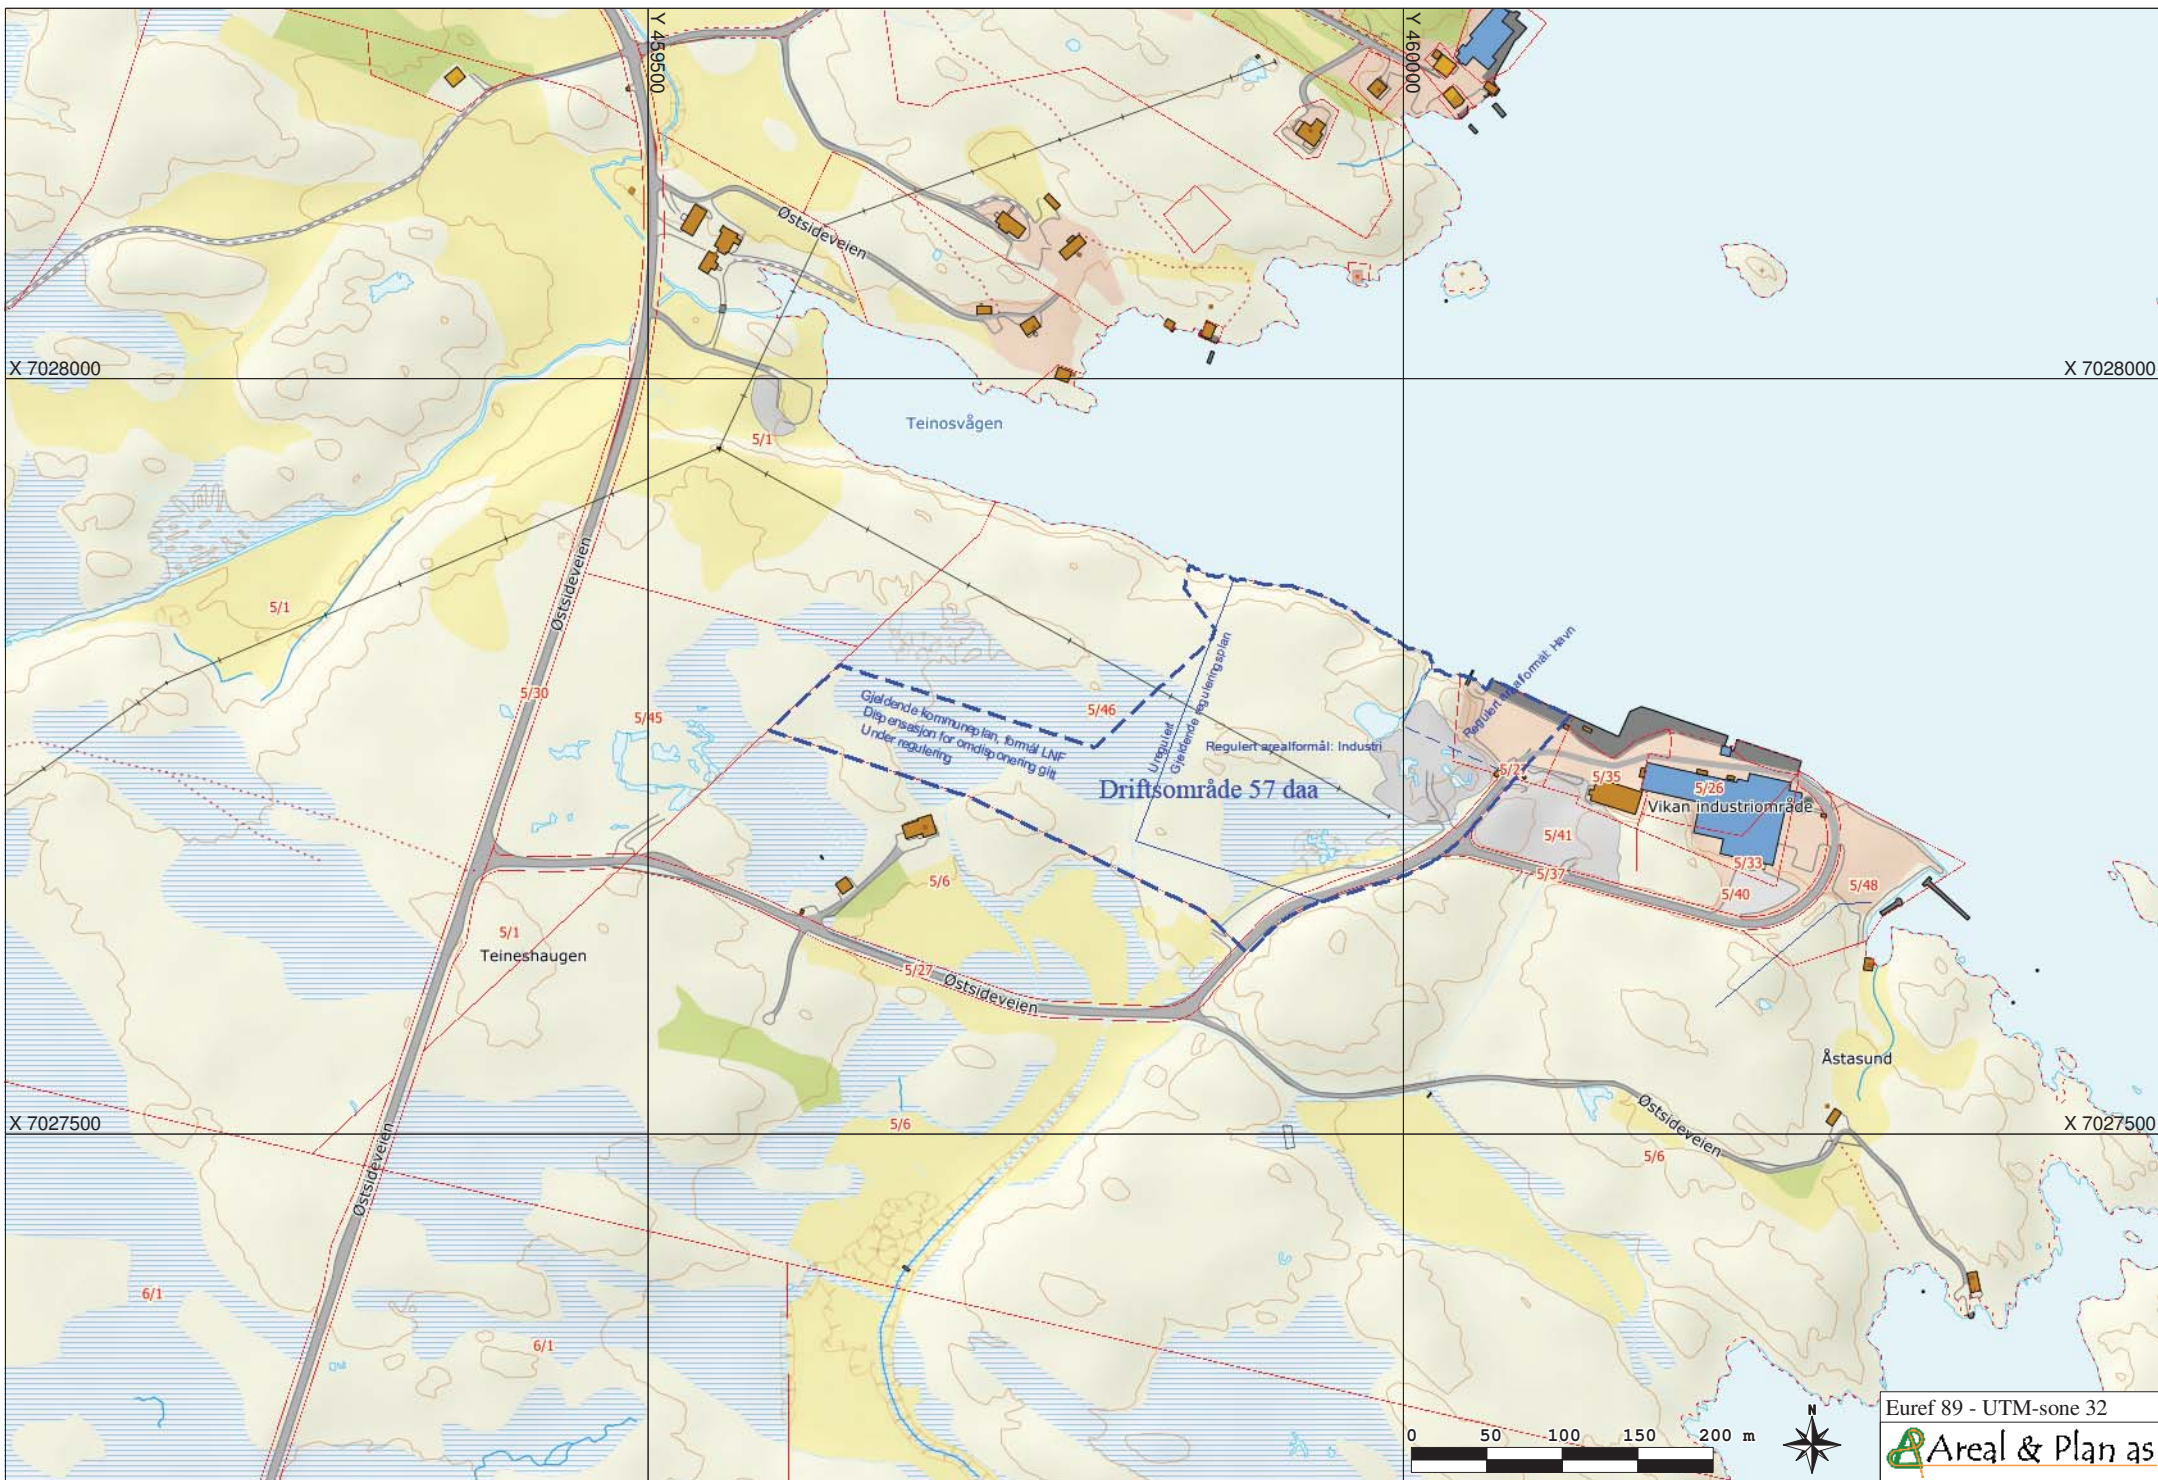 Y 459500
Y 460000
Østsideveien
X 7028000
X 7028000
Teinosvågen
5/1
Østsideveien
5/1
5/30
5/45
5/46
Gjeldende kommuneplan, formål LNF
Dispensasjon for omdisponering gitt
Under regulering
Uregulert
Gjeldende reguleringsplan
Regulert arealformål: Havn
Regulert arealformål: Industri
Driftsområde 57 daa
5/35
5/26
Vikan industriområde
5/41
5/33
5/37
5/40
5/48
5/6
5/1
Teineshaugen
5/27
Østsideveien
Åstasund
5/6
X 7027500
X 7027500
Østsideveien
Østsideveien
5/6
6/1
6/1
0 50 100 150 200 m
N
Euref 89 - UTM-sone 32
Areal & Plan as